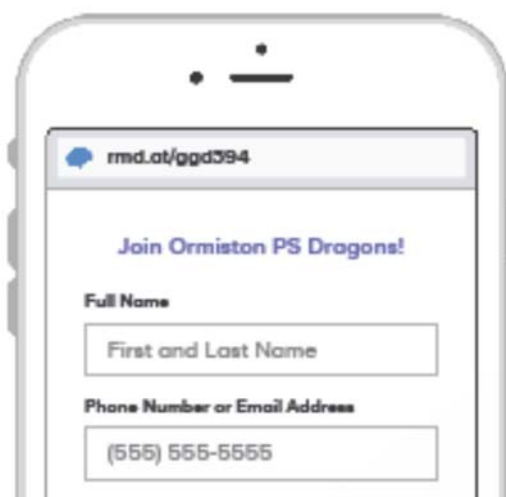 rmd.at/ggd394
Join Ormiston PS Dragons!
Full Name
First and Last Name
Phone Number or Email Address
(555) 555-5555